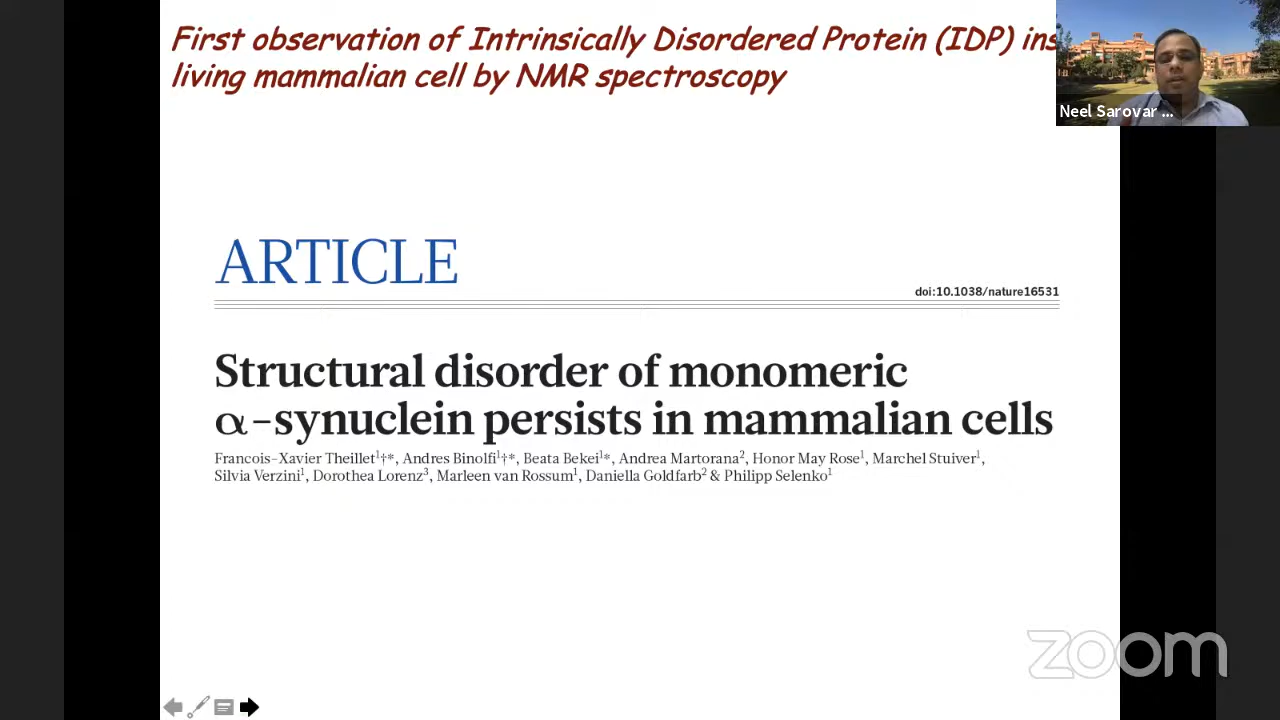 First observation of Intrinsically Disordered Protein (IDP) ins
living mammalian cell by NMR spectroscopy
Neel Sarovar ...
ARTICLE
doi:10.1038/nature16531
Structural disorder of monomeric
α-synuclein persists in mammalian cells
Francois-Xavier Theillet¹†*, Andres Binolfi¹†*, Beata Bekei¹*, Andrea Martorana², Honor May Rose¹, Marchel Stuiver¹,
Silvia Verzini¹, Dorothea Lorenz³, Marleen van Rossum¹, Daniella Goldfarb² & Philipp Selenko¹
zoom